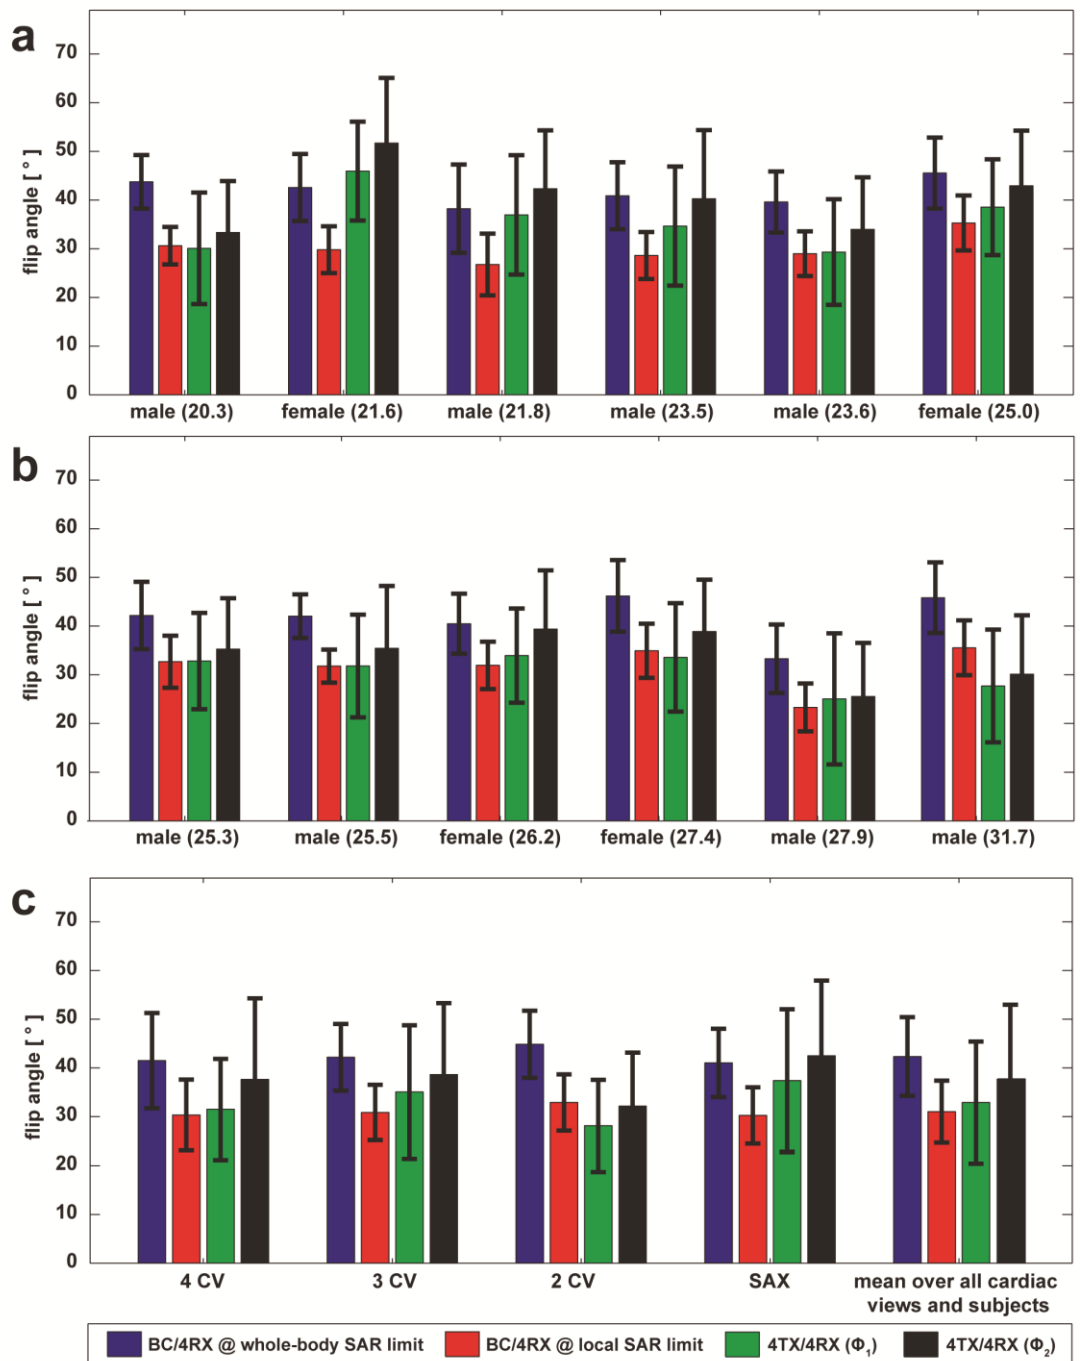 a
flip angle [ ° ]
70
60
50
40
30
20
10
0
male (20.3) female (21.6) male (21.8) male (23.5) male (23.6) female (25.0)
b
flip angle [ ° ]
70
60
50
40
30
20
10
0
male (25.3) male (25.5) female (26.2) female (27.4) male (27.9) male (31.7)
c
flip angle [ ° ]
70
60
50
40
30
20
10
0
4 CV 3 CV 2 CV SAX mean over all cardiac
views and subjects
BC/4RX @ whole-body SAR limit BC/4RX @ local SAR limit 4TX/4RX (Φ₁) 4TX/4RX (Φ₂)